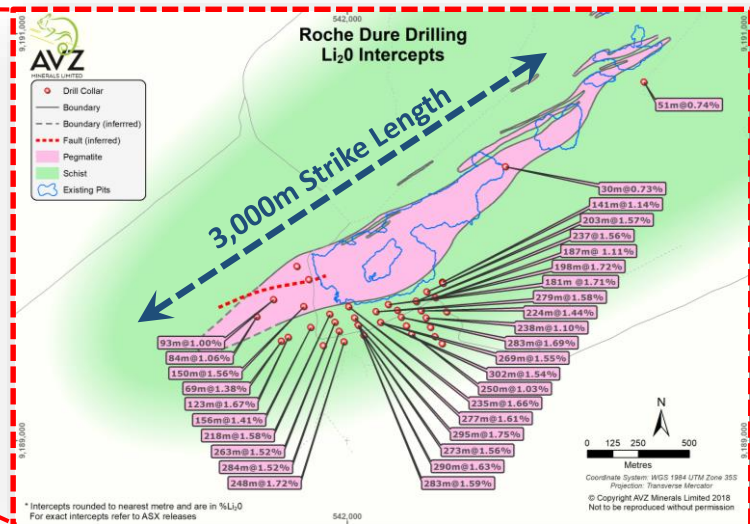 AVZ
MINERALS LIMITED
Roche Dure Drilling
Li₂0 Intercepts
542,000
9,191,000
9,191,000
Drill Collar
Boundary
Boundary (inferrred)
Fault (inferred)
Pegmatite
Schist
Existing Pits
3,000m Strike Length
51m@0.74%
30m@0.73%
141m@1.14%
203m@1.57%
237@1.56%
187m@ 1.11%
198m@1.72%
181m @1.71%
279m@1.58%
224m@1.44%
238m@1.10%
283m@1.69%
269m@1.55%
302m@1.54%
250m@1.03%
235m@1.66%
277m@1.61%
295m@1.75%
273m@1.56%
290m@1.63%
283m@1.59%
93m@1.00%
84m@1.06%
150m@1.56%
69m@1.38%
123m@1.67%
156m@1.41%
218m@1.58%
263m@1.52%
284m@1.52%
248m@1.72%
9,189,000
9,189,000
N
0 125 250 500
Metres
Coordinate System: WGS 1984 UTM Zone 35S
Projection: Transverse Mercator
© Copyright AVZ Minerals Limited 2018
Not to be reproduced without permission
* Intercepts rounded to nearest metre and are in %Li₂0
For exact intercepts refer to ASX releases
542,000